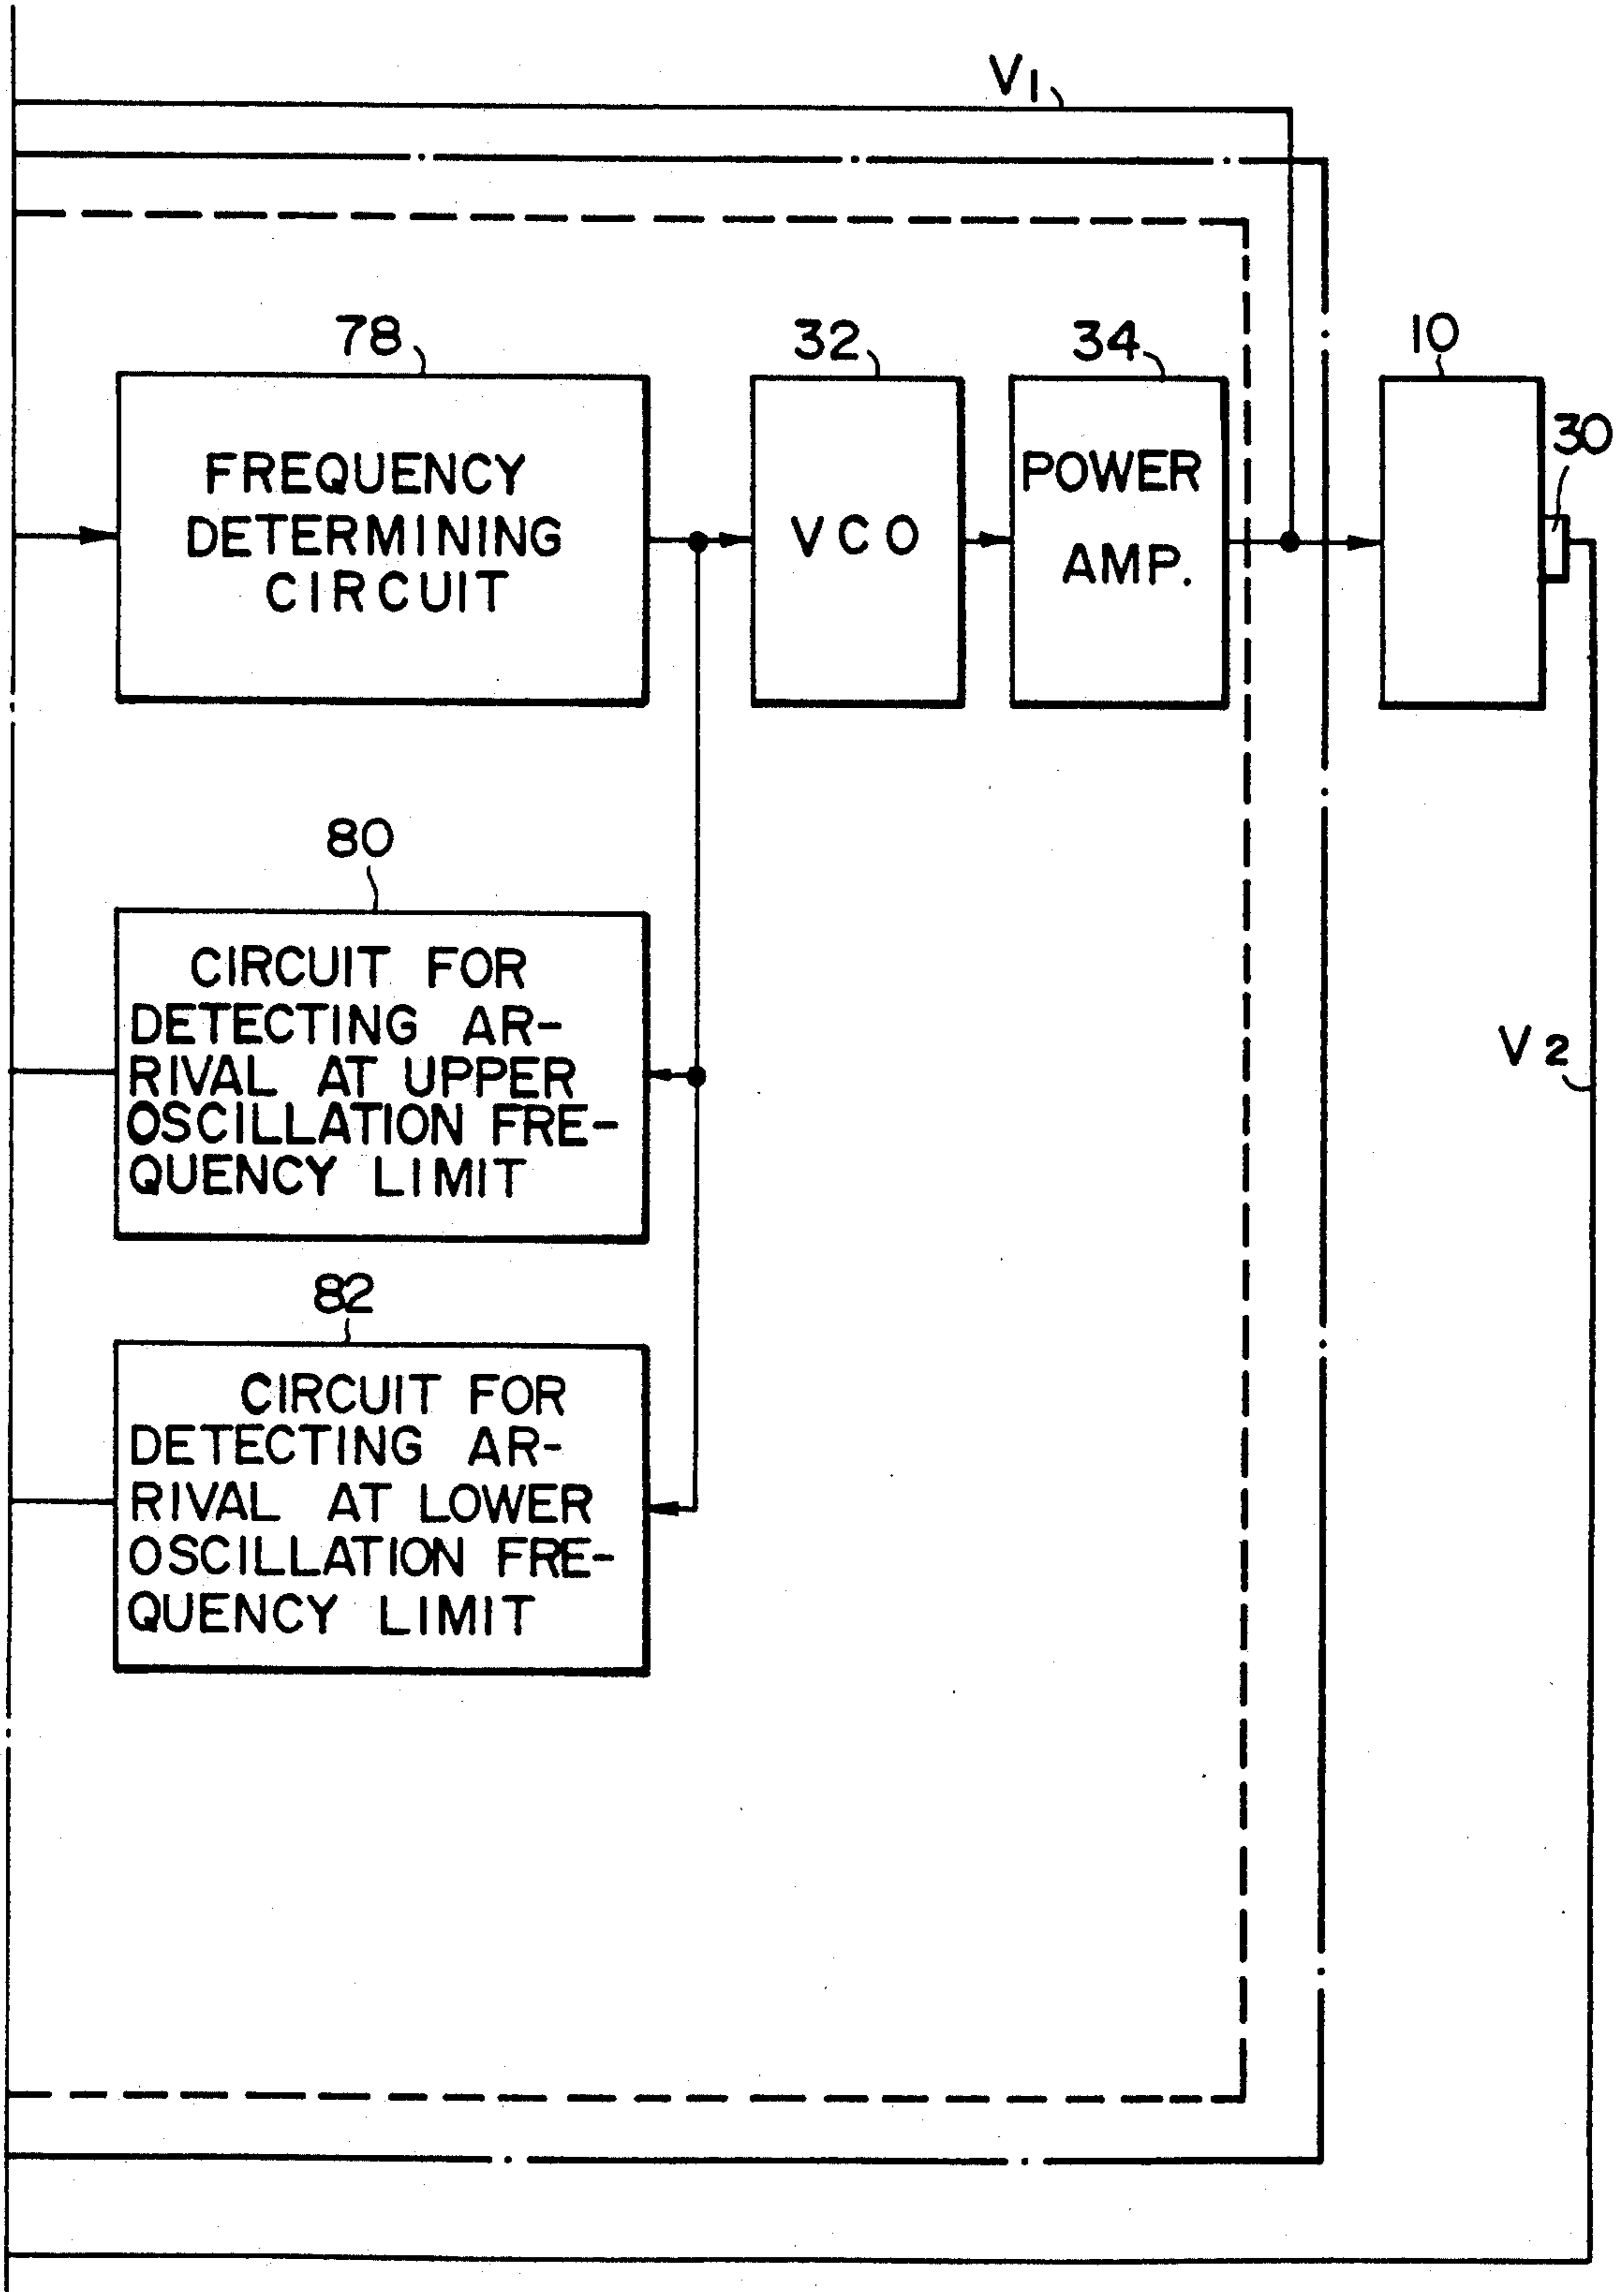 V1
78
32
34
10
30
FREQUENCY
DETERMINING
CIRCUIT
VCO
POWER
AMP.
80
CIRCUIT FOR
DETECTING AR-
RIVAL AT UPPER
OSCILLATION FRE-
QUENCY LIMIT
V2
82
CIRCUIT FOR
DETECTING AR-
RIVAL AT LOWER
OSCILLATION FRE-
QUENCY LIMIT